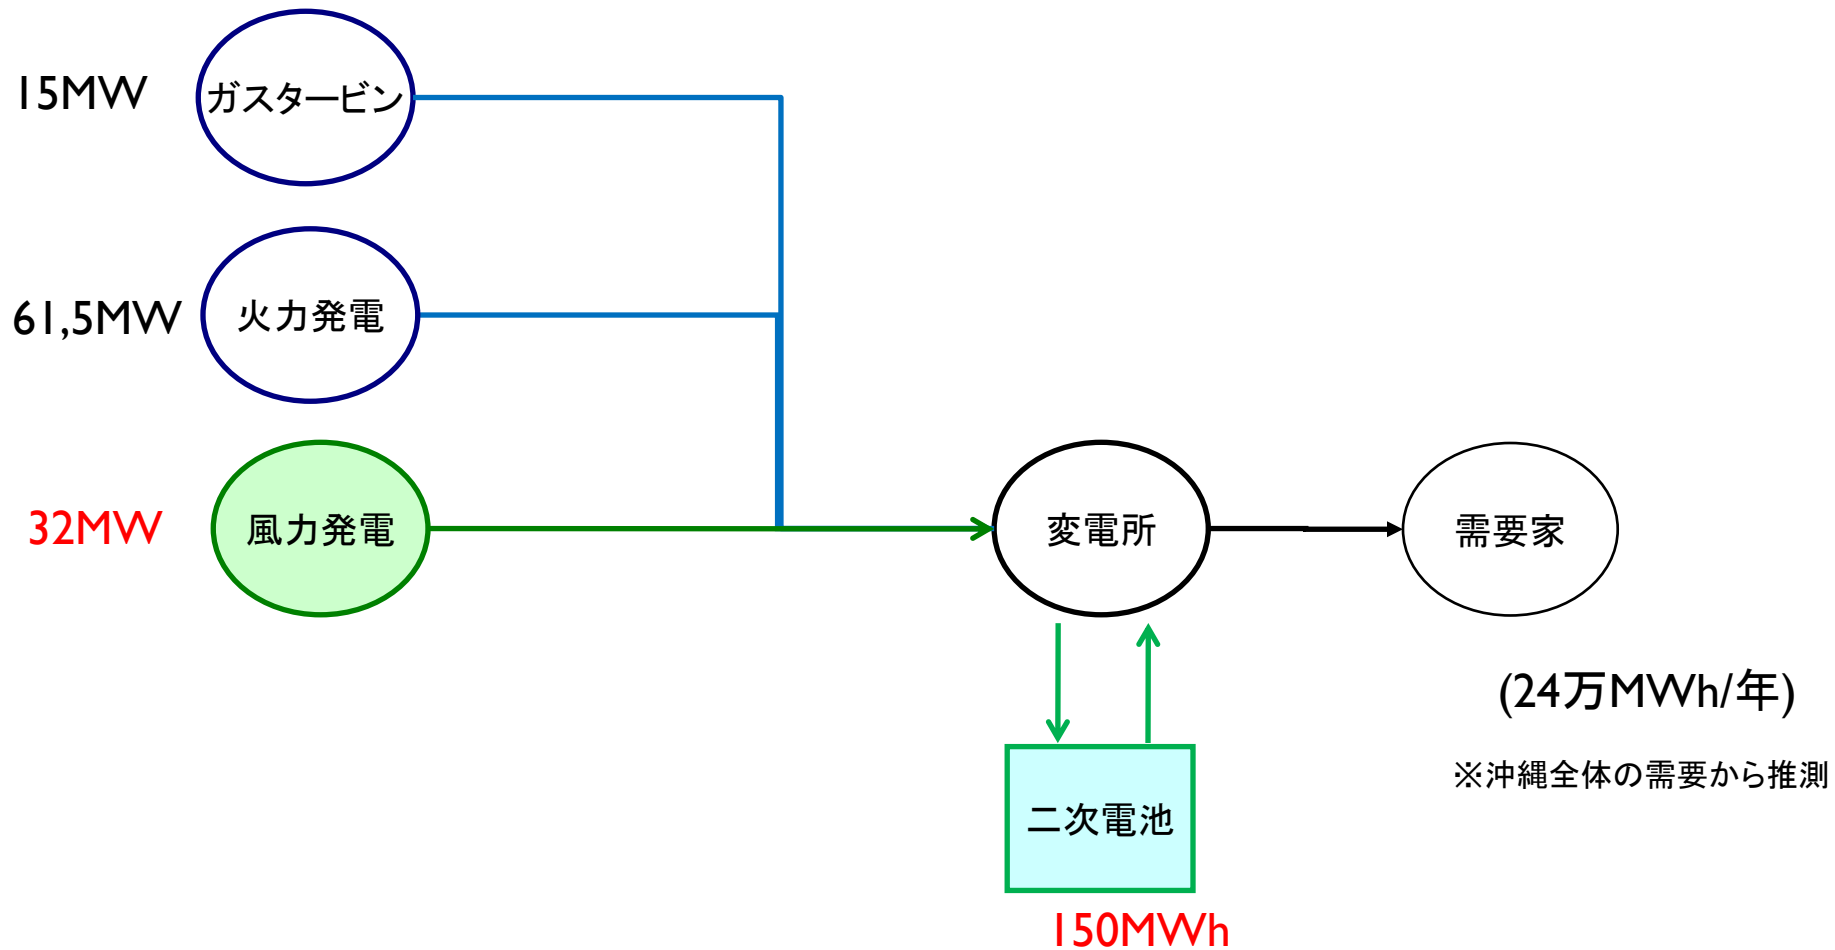 15MW
ガスタービン
61,5MW
火力発電
32MW
風力発電
変電所
需要家
(24万MWh/年)
※沖縄全体の需要から推測
二次電池
150MWh